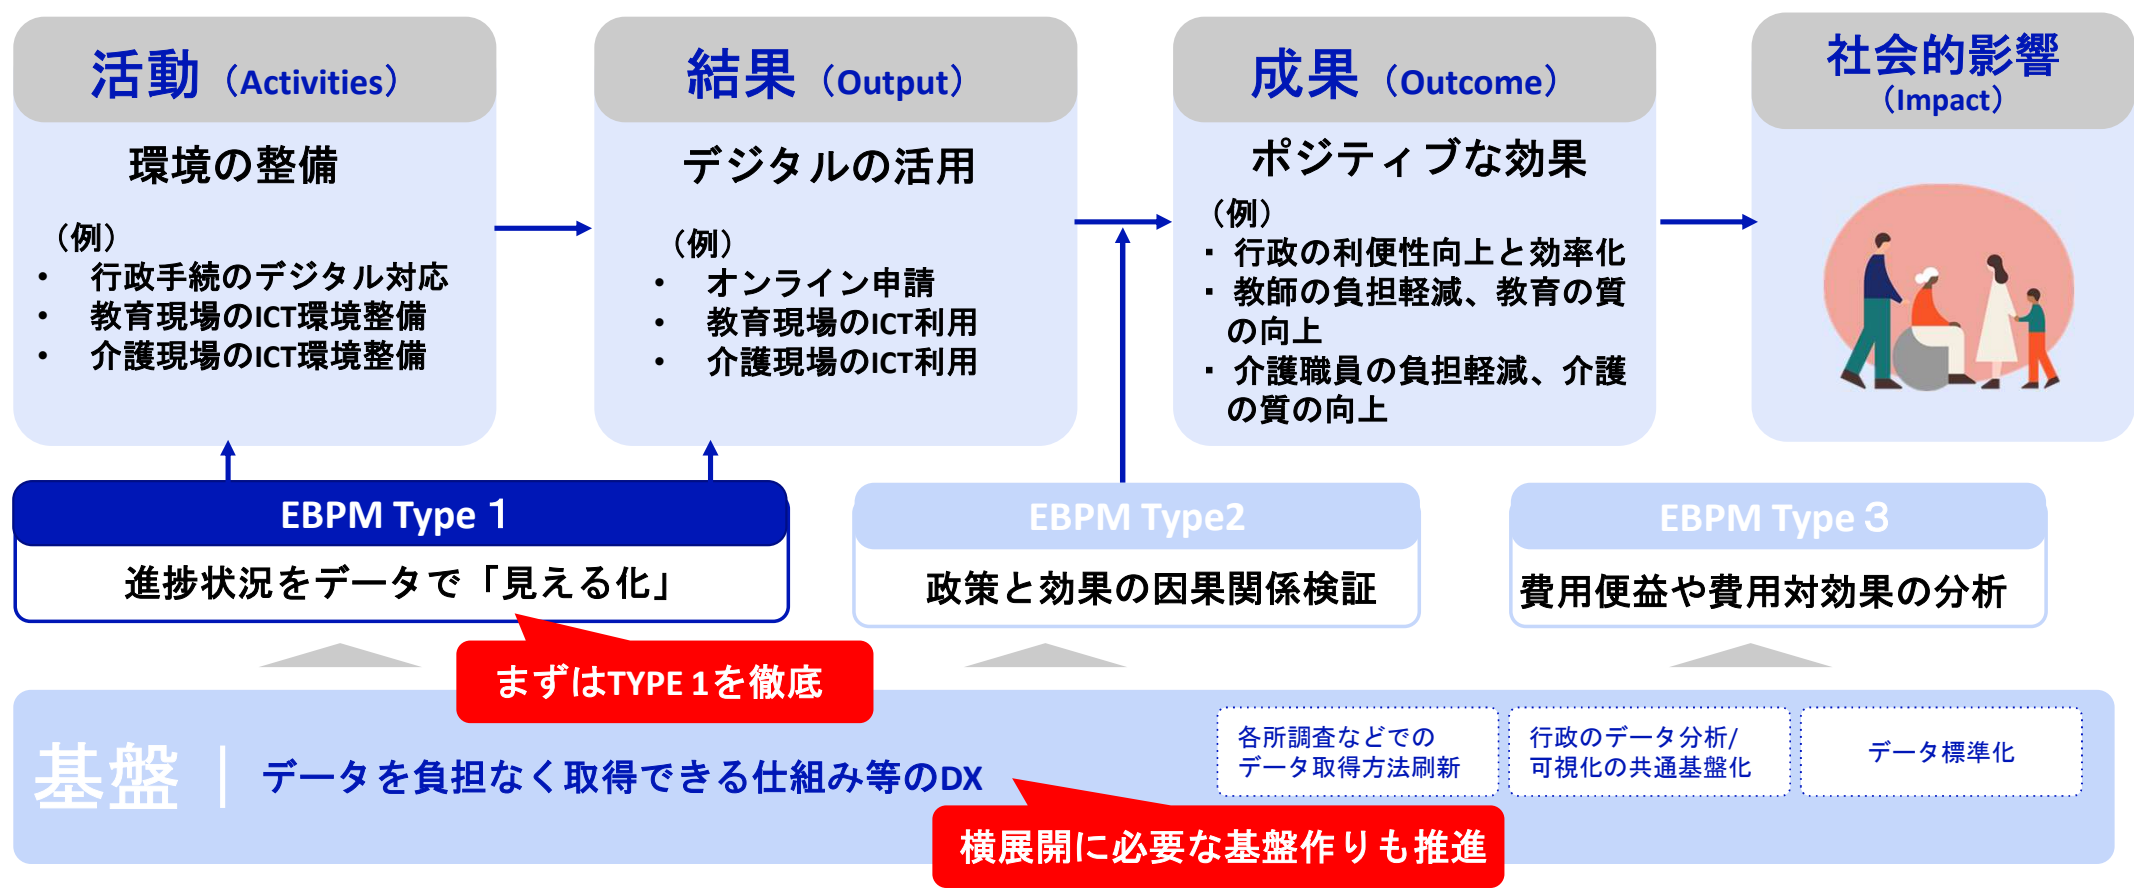 活動（Activities）
環境の整備
（例）
• 行政手続のデジタル対応
• 教育現場のICT環境整備
• 介護現場のICT環境整備
結果（Output）
デジタルの活用
（例）
• オンライン申請
• 教育現場のICT利用
• 介護現場のICT利用
成果（Outcome）
ポジティブな効果
（例）
・行政の利便性向上と効率化
・教師の負担軽減、教育の質
の向上
・介護職員の負担軽減、介護
の質の向上
社会的影響
（Impact）
EBPM Type１
進捗状況をデータで「見える化」
EBPM Type2
政策と効果の因果関係検証
EBPM Type３
費用便益や費用対効果の分析
まずはTYPE 1を徹底
基盤
データを負担なく取得できる仕組み等のDX
各所調査などでの
データ取得方法刷新
行政のデータ分析/
可視化の共通基盤化
データ標準化
横展開に必要な基盤作りも推進